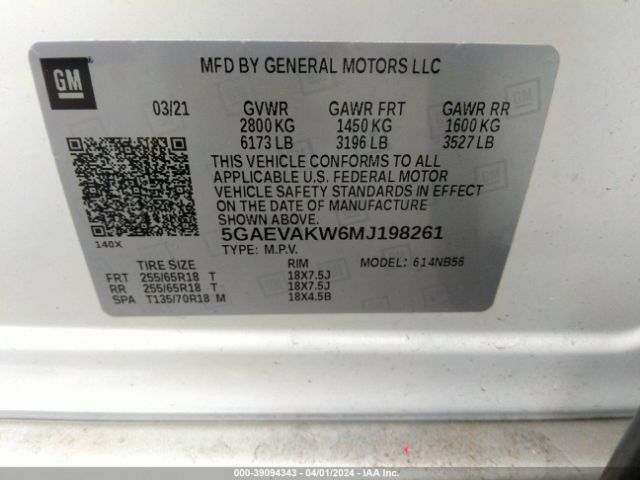 GM
MFD BY GENERAL MOTORS LLC
03/21 GVWR GAWR FRT GAWR RR
2800 KG 1450 KG 1600 KG
6173 LB 3196 LB 3527 LB
THIS VEHICLE CONFORMS TO ALL
APPLICABLE U.S. FEDERAL MOTOR
VEHICLE SAFETY STANDARDS IN EFFECT
ON THE DATE OF MANUFACTURE
SHOWN ABOVE.
140X
5GAEVAKW6MJ198261
TYPE: M.P.V.
TIRE SIZE RIM MODEL: 614NB56
FRT 255/65R18 T 18X7.5J
RR 255/65R18 T 18X7.5J
SPA T135/70R18 M 18X4.5B
000-39094343 - 04/01/2024 - IAAI.com